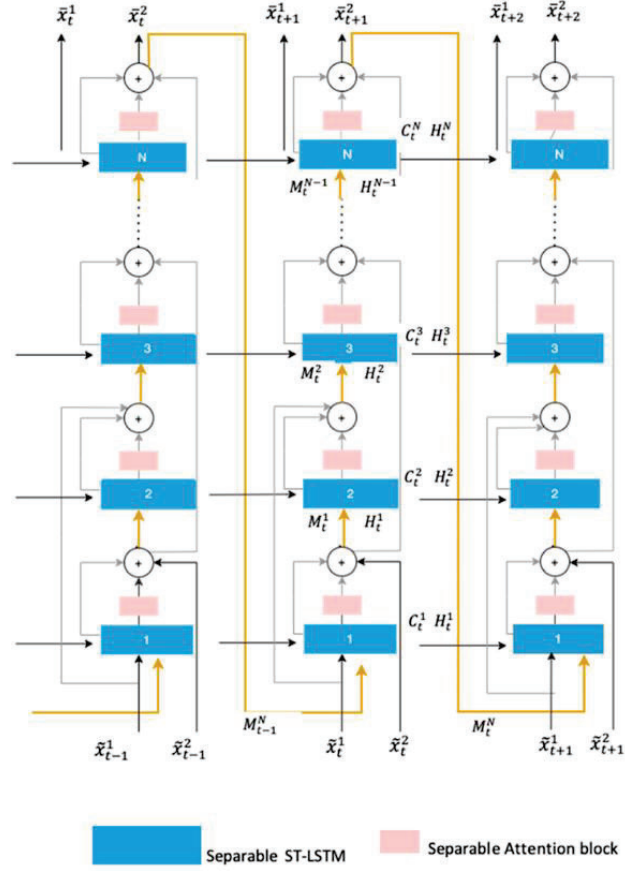 x̄_t^1 x̄_t^2 x̄_{t+1}^1 x̄_{t+1}^2 x̄_{t+2}^1 x̄_{t+2}^2
+ + +
C_t^N H_t^N
N N N
M_t^{N-1} H_t^{N-1}
+ + +
C_t^3 H_t^3
3 3 3
M_t^2 H_t^2
+ + +
C_t^2 H_t^2
2 2 2
M_t^1 H_t^1
+ + +
C_t^1 H_t^1
1 1 1
M_{t-1}^N M_t^N
x̃_{t-1}^1 x̃_{t-1}^2 x̃_t^1 x̃_t^2 x̃_{t+1}^1 x̃_{t+1}^2
Separable ST-LSTM Separable Attention block